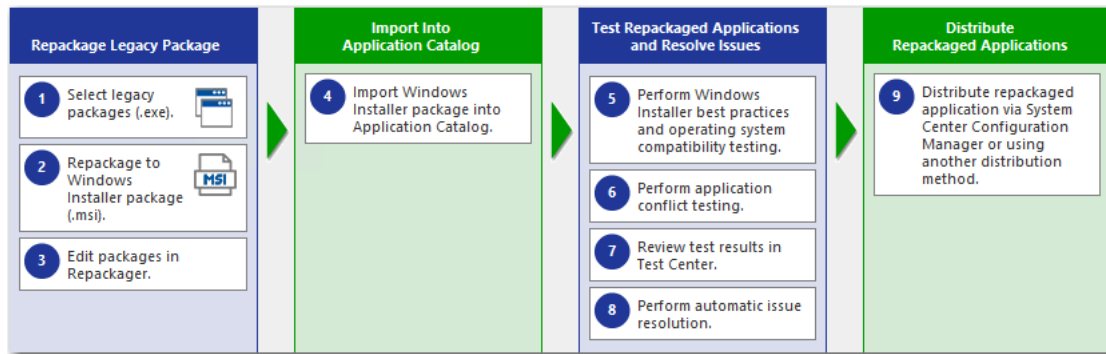 Repackage Legacy Package
1
Select legacy
packages (.exe).
2
Repackage to
Windows
Installer package
(.msi).
MSI
3
Edit packages in
Repackager.
Import Into
Application Catalog
4
Import Windows
Installer package into
Application Catalog.
Test Repackaged Applications
and Resolve Issues
5
Perform Windows
Installer best practices
and operating system
compatibility testing.
6
Perform application
conflict testing.
7
Review test results in
Test Center.
8
Perform automatic issue
resolution.
Distribute
Repackaged Applications
9
Distribute repackaged
application via System
Center Configuration
Manager or using
another distribution
method.